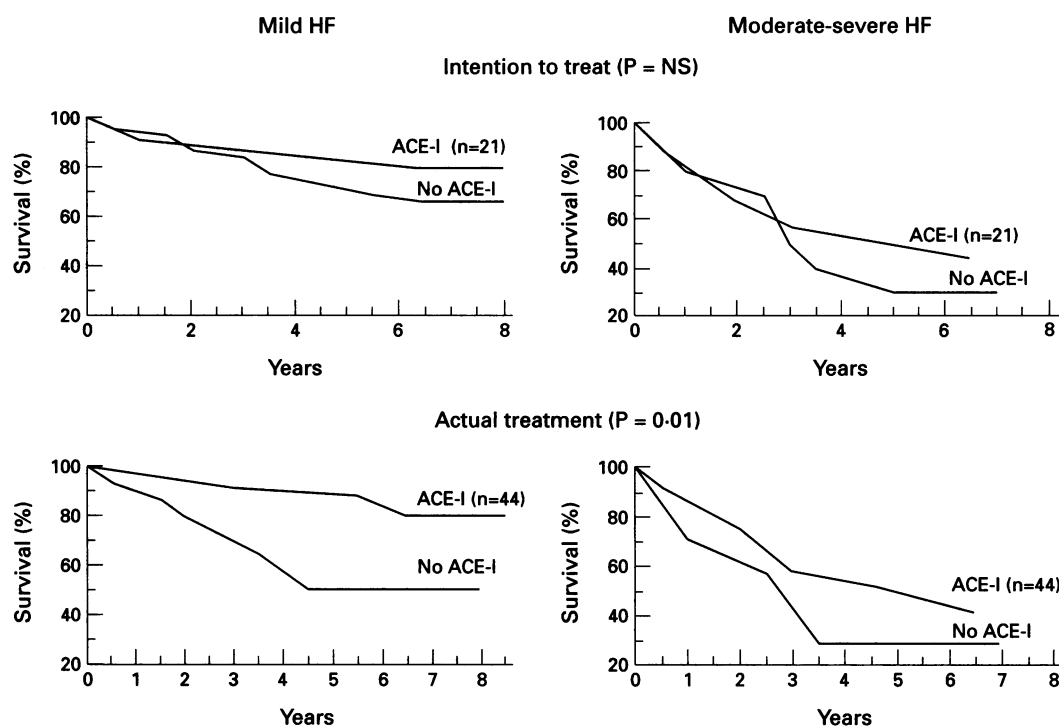 Mild HF
Moderate-severe HF
Intention to treat (P = NS)
100
80
60
40
20
Survival (%)
ACE-I (n=21)
No ACE-I
0 2 4 6 8
Years
100
80
60
40
20
Survival (%)
ACE-I (n=21)
No ACE-I
0 2 4 6 8
Years
Actual treatment (P = 0·01)
100
80
60
40
20
Survival (%)
ACE-I (n=44)
No ACE-I
0 1 2 3 4 5 6 7 8
Years
100
80
60
40
20
Survival (%)
ACE-I (n=44)
No ACE-I
0 1 2 3 4 5 6 7 8
Years